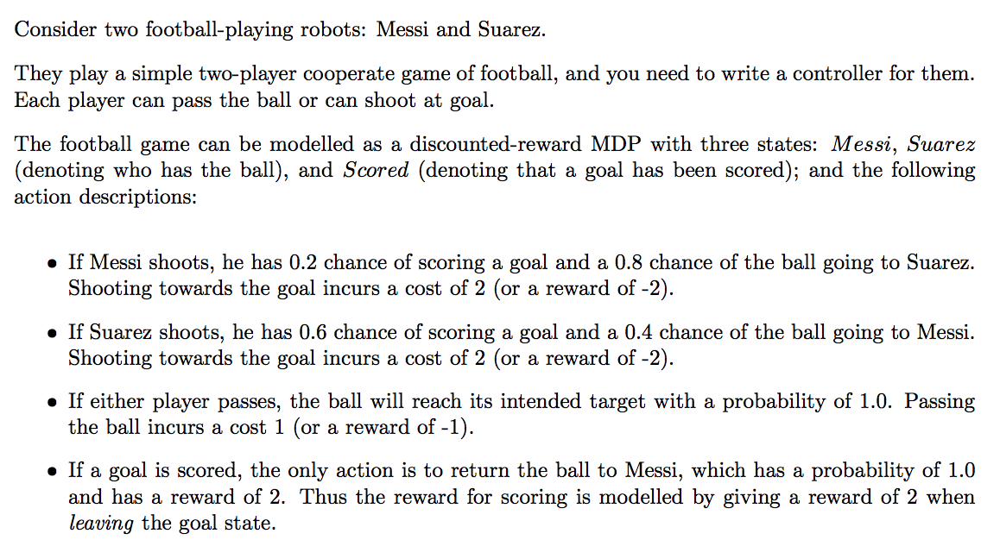 Consider two football-playing robots: Messi and Suarez.
They play a simple two-player cooperate game of football, and you need to write a controller for them.
Each player can pass the ball or can shoot at goal.
The football game can be modelled as a discounted-reward MDP with three states: Messi, Suarez
(denoting who has the ball), and Scored (denoting that a goal has been scored); and the following
action descriptions:
• If Messi shoots, he has 0.2 chance of scoring a goal and a 0.8 chance of the ball going to Suarez.
Shooting towards the goal incurs a cost of 2 (or a reward of -2).
• If Suarez shoots, he has 0.6 chance of scoring a goal and a 0.4 chance of the ball going to Messi.
Shooting towards the goal incurs a cost of 2 (or a reward of -2).
• If either player passes, the ball will reach its intended target with a probability of 1.0. Passing
the ball incurs a cost 1 (or a reward of -1).
• If a goal is scored, the only action is to return the ball to Messi, which has a probability of 1.0
and has a reward of 2. Thus the reward for scoring is modelled by giving a reward of 2 when
leaving the goal state.